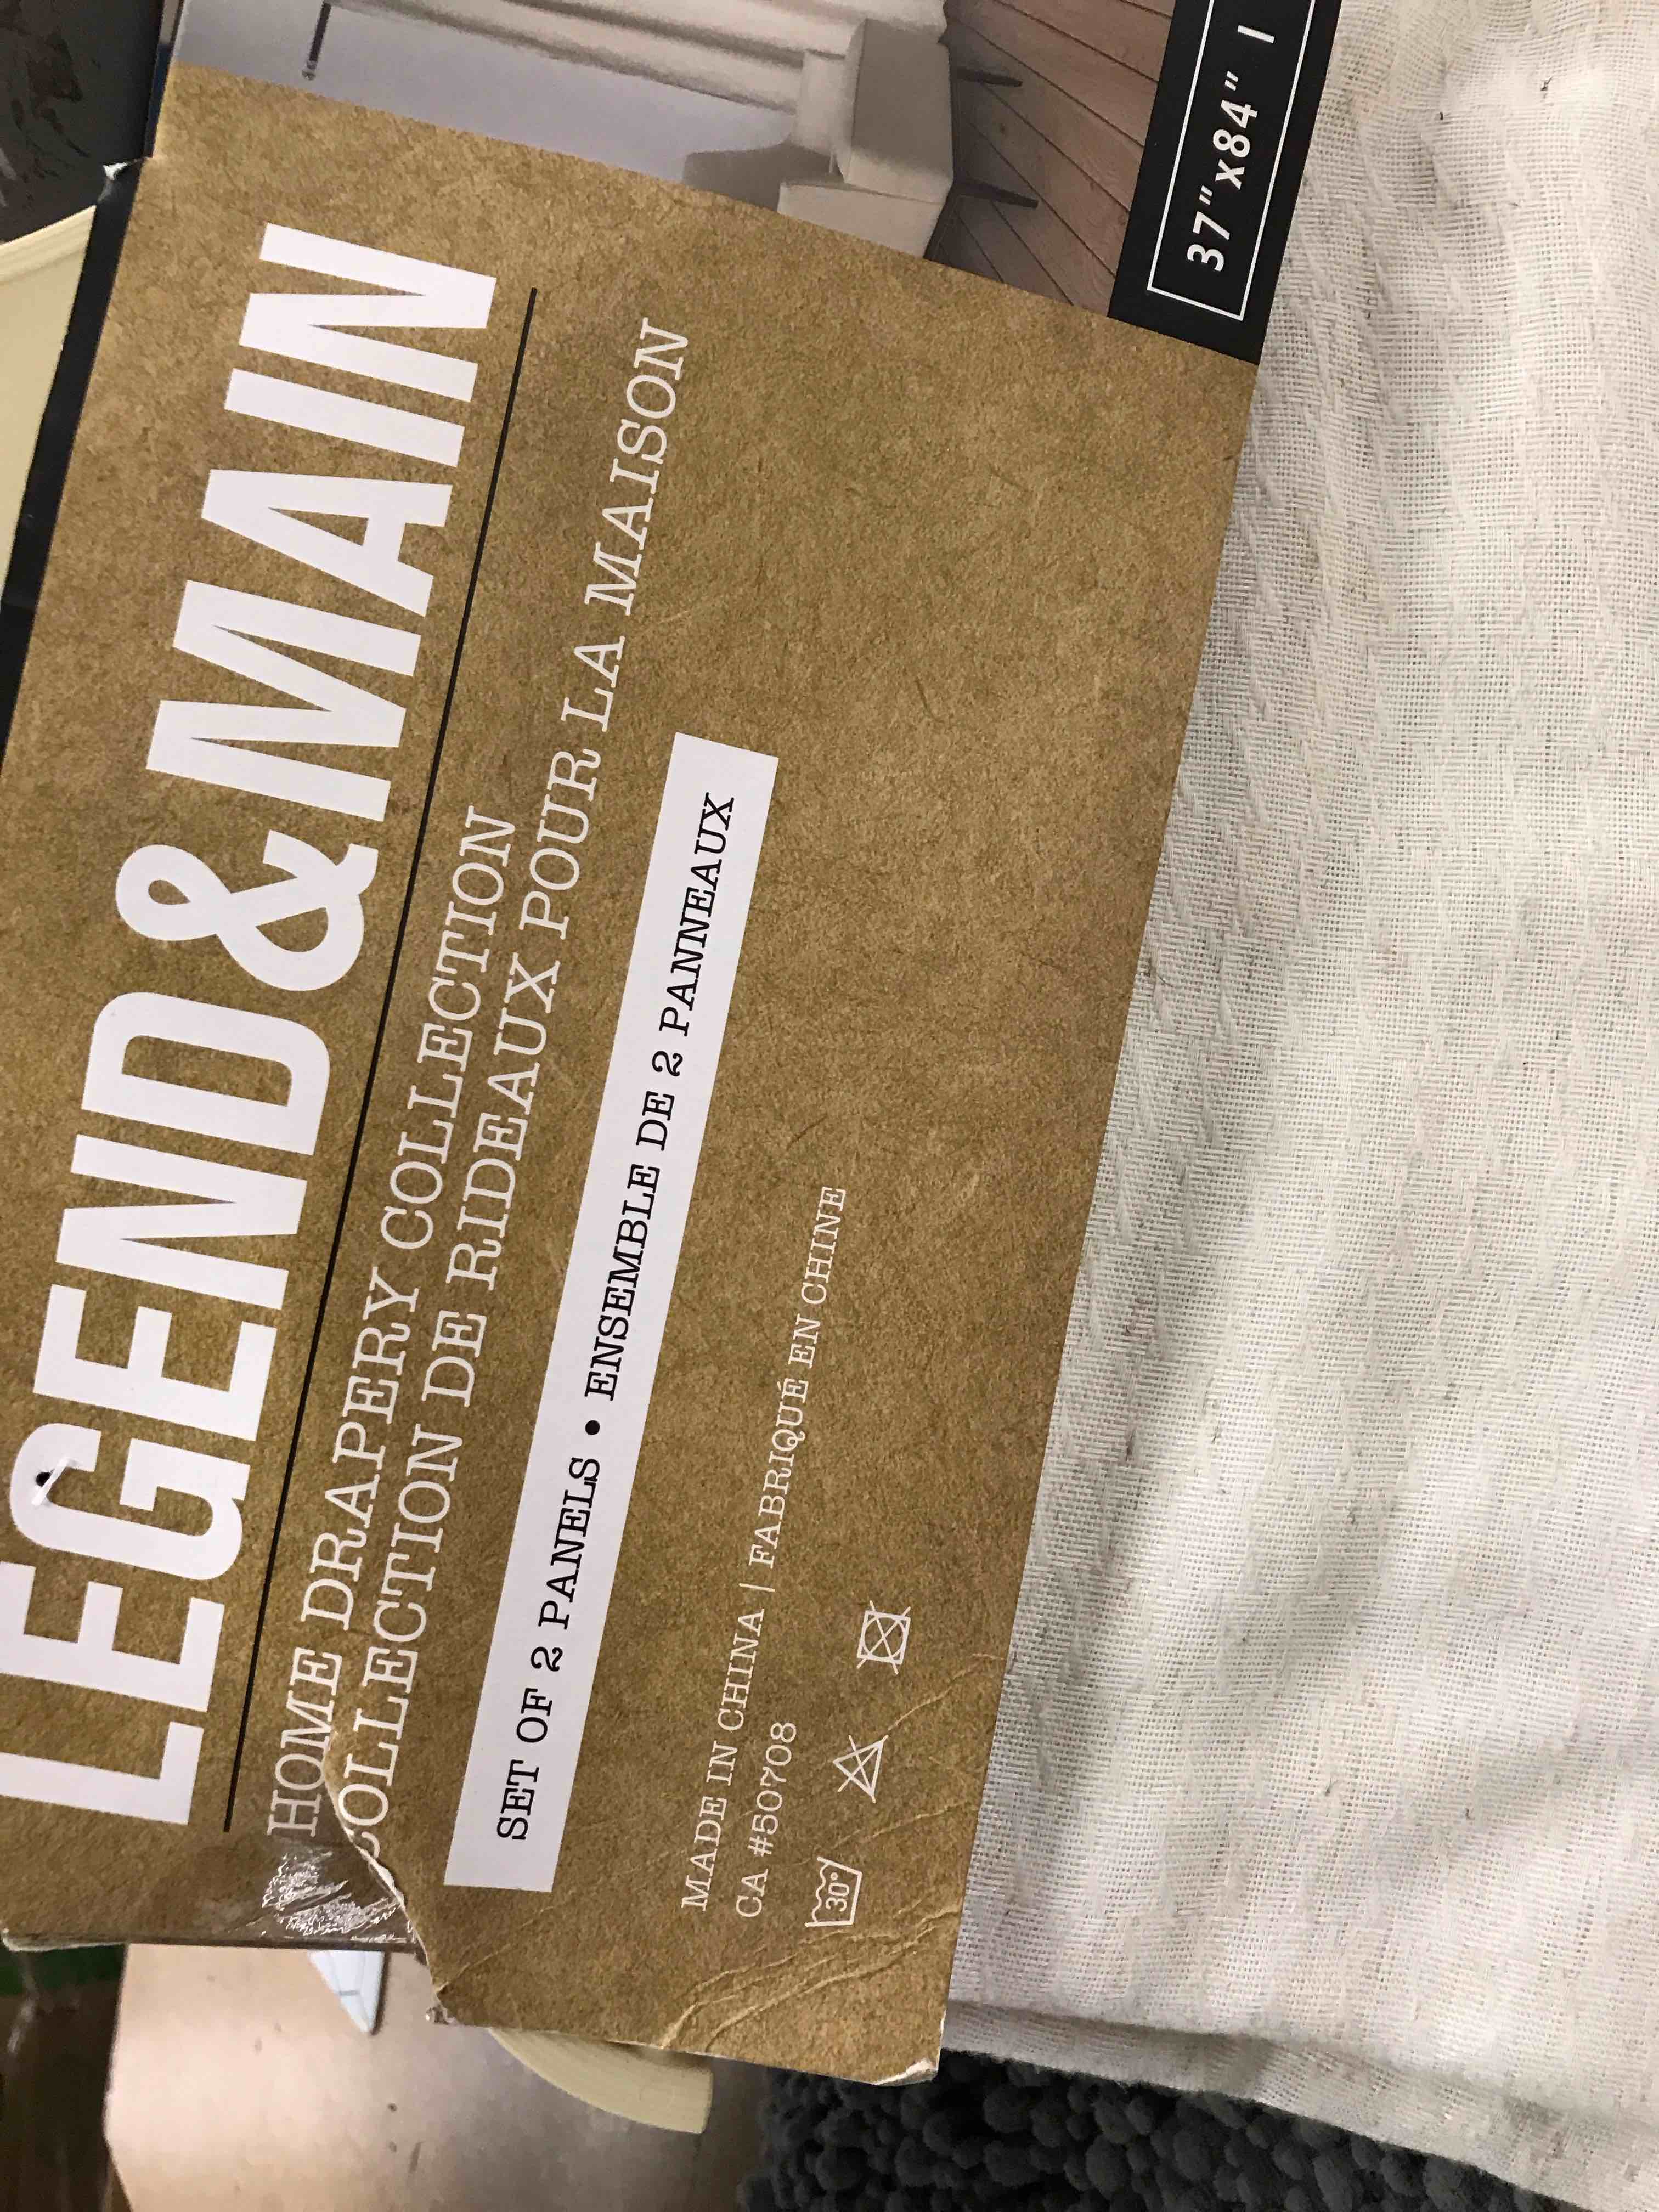 LEGEND & MAIN
HOME DRAPERY COLLECTION
COLLECTION DE RIDEAUX POUR LA MAISON
SET OF 2 PANELS • ENSEMBLE DE 2 PANNEAUX
MADE IN CHINA | FABRIQUÉ EN CHINE
CA #50708
30°
37"x84" |